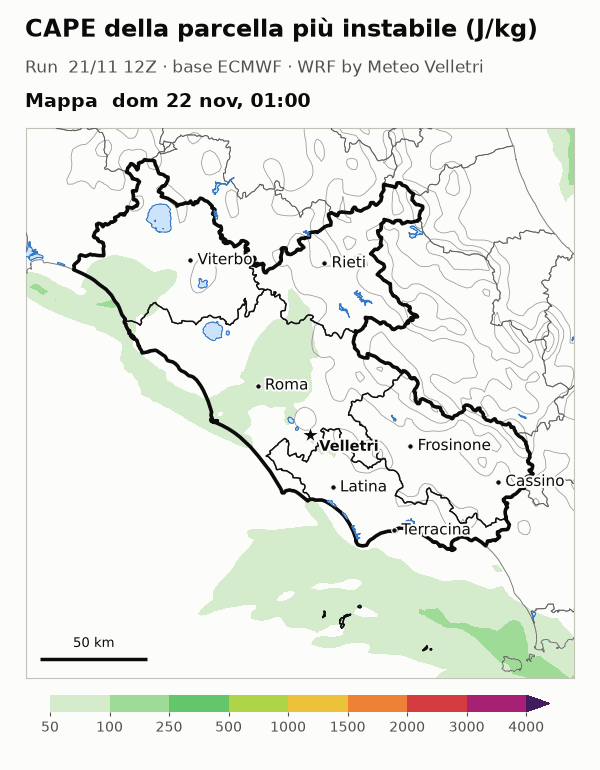 CAPE della parcella più instabile (J/kg)
Run  21/11 12Z · base ECMWF · WRF by Meteo Velletri
Mappa  dom 22 nov, 01:00
Viterbo
Rieti
Roma
Velletri
Frosinone
Cassino
Latina
Terracina
50 km
50 100 250 500 1000 1500 2000 3000 4000